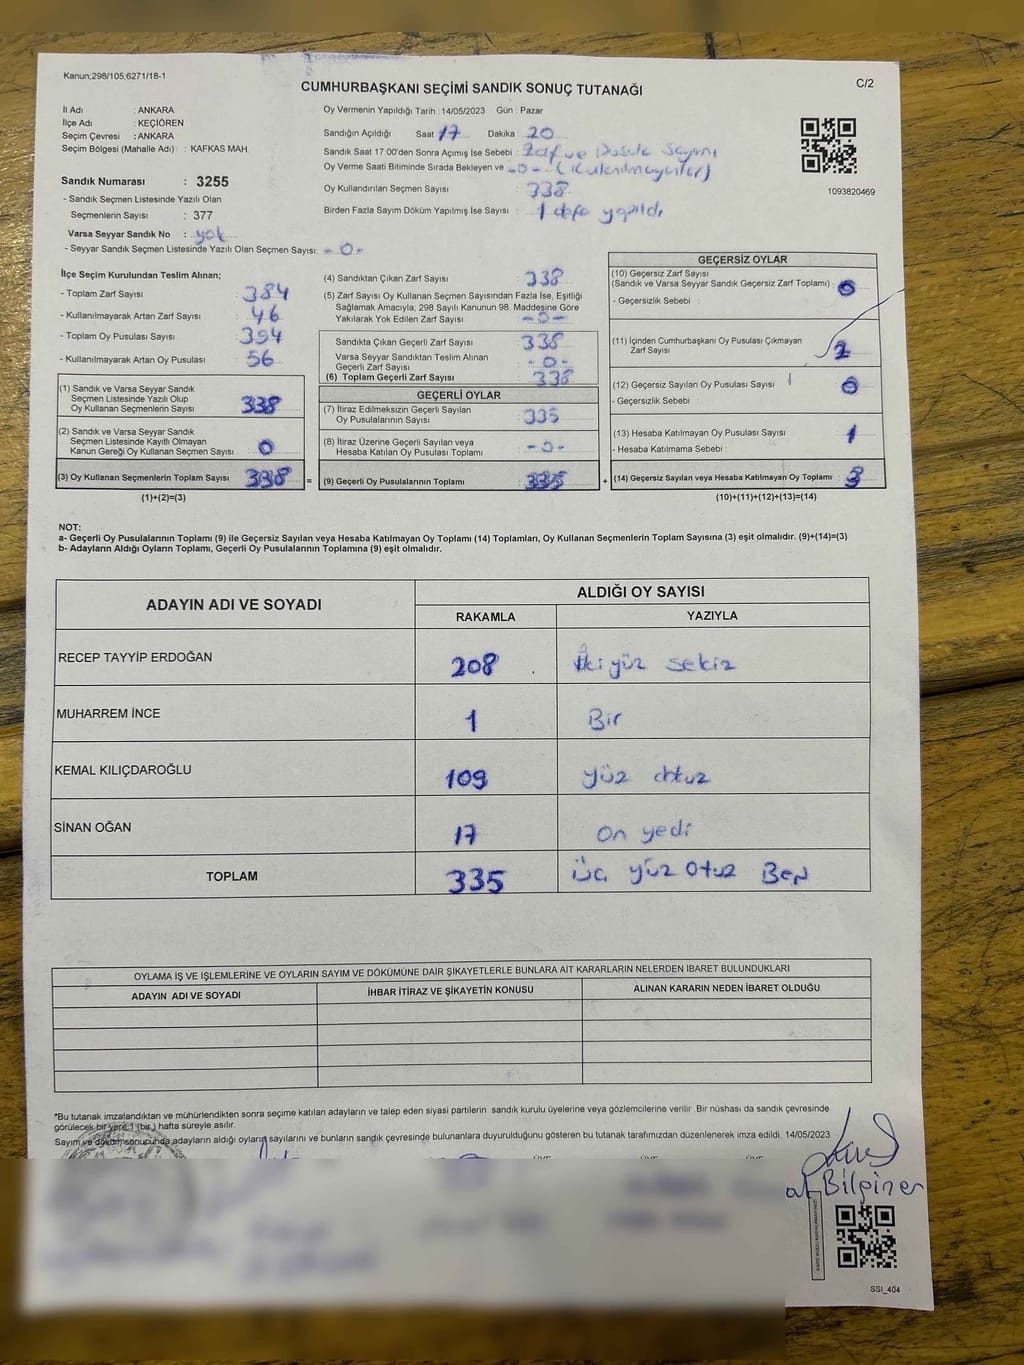 Kanun;298/105;6271/18-1
C/2
CUMHURBAŞKANI SEÇİMİ SANDIK SONUÇ TUTANAĞI
İl Adı : ANKARA
İlçe Adı : KEÇİÖREN
Seçim Çevresi : ANKARA
Seçim Bölgesi (Mahalle Adı) : KAFKAS MAH.
Sandık Numarası : 3255
- Sandık Seçmen Listesinde Yazılı Olan
Seçmenlerin Sayısı : 377
Varsa Seyyar Sandık No : yok
- Seyyar Sandık Seçmen Listesinde Yazılı Olan Seçmen Sayısı: -0-
Oy Vermenin Yapıldığı Tarih : 14/05/2023 Gün : Pazar
Sandığın Açıldığı Saat 17 Dakika 20
Sandık Saat 17:00'den Sonra Açımış İse Sebebi : Zarf ve Pusula Sayımı
Oy Verme Saati Bitiminde Sırada Bekleyen ve -0-
Oy Kullandırılan Seçmen Sayısı : 338
Birden Fazla Sayım Döküm Yapılmış İse Sayısı : 1 defa yapıldı
1093820469
İlçe Seçim Kurulundan Teslim Alınan;
- Toplam Zarf Sayısı : 384
- Kullanılmayarak Artan Zarf Sayısı : 46
- Toplam Oy Pusulası Sayısı : 394
- Kullanılmayarak Artan Oy Pusulası : 56
(1) Sandık ve Varsa Seyyar Sandık
Seçmen Listesinde Yazılı Olup
Oy Kullanan Seçmenlerin Sayısı : 338
(2) Sandık ve Varsa Seyyar Sandık
Seçmen Listesinde Kayıtlı Olmayan
Kanun Gereği Oy Kullanan Seçmen Sayısı : 0
(3) Oy Kullanan Seçmenlerin Toplam Sayısı : 338
(1)+(2)=(3)
(4) Sandıktan Çıkan Zarf Sayısı : 338
(5) Zarf Sayısı Oy Kullanan Seçmen Sayısından Fazla İse, Eşitliği
Sağlamak Amacıyla; 298 Sayılı Kanunun 98. Maddesine Göre
Yakılarak Yok Edilen Zarf Sayısı : -0-
Sandıkta Çıkan Geçerli Zarf Sayısı : 338
Varsa Seyyar Sandıktan Teslim Alınan
Geçerli Zarf Sayısı : -0-
(6) Toplam Geçerli Zarf Sayısı : 338
GEÇERLİ OYLAR
(7) İtiraz Edilmeksizin Geçerli Sayılan
Oy Pusulalarının Sayısı : 335
(8) İtiraz Üzerine Geçerli Sayılan veya
Hesaba Katılan Oy Pusulası Toplamı : -0-
= (9) Geçerli Oy Pusulalarının Toplamı : 335
GEÇERSİZ OYLAR
(10) Geçersiz Zarf Sayısı
(Sandık ve Varsa Seyyar Sandık Geçersiz Zarf Toplamı) : 0
- Geçersizlik Sebebi :
(11) İçinden Cumhurbaşkanı Oy Pusulası Çıkmayan
Zarf Sayısı : 2
(12) Geçersiz Sayılan Oy Pusulası Sayısı : 0
- Geçersizlik Sebebi :
(13) Hesaba Katılmayan Oy Pusulası Sayısı : 1
- Hesaba Katılmama Sebebi :
+ (14) Geçersiz Sayılan veya Hesaba Katılmayan Oy Toplamı : 3
(10)+(11)+(12)+(13)=(14)
NOT:
a- Geçerli Oy Pusulalarının Toplamı (9) ile Geçersiz Sayılan veya Hesaba Katılmayan Oy Toplamı (14) Toplamları, Oy Kullanan Seçmenlerin Toplam Sayısına (3) eşit olmalıdır. (9)+(14)=(3)
b- Adayların Aldığı Oyların Toplamı, Geçerli Oy Pusulalarının Toplamına (9) eşit olmalıdır.
ADAYIN ADI VE SOYADI ALDIĞI OY SAYISI
RAKAMLA YAZIYLA
RECEP TAYYİP ERDOĞAN 208 İki yüz sekiz
MUHARREM İNCE 1 Bir
KEMAL KILIÇDAROĞLU 109 yüz
SİNAN OĞAN 17 On yedi
TOPLAM 335 Üç yüz Otuz Beş
OYLAMA İŞ VE İŞLEMLERİNE VE OYLARIN SAYIM VE DÖKÜMÜNE DAİR ŞİKAYETLERLE BUNLARA AİT KARARLARIN NELERDEN İBARET BULUNDUKLARI
ADAYIN ADI VE SOYADI İHBAR İTİRAZ VE ŞİKAYETİN KONUSU ALINAN KARARIN NEDEN İBARET OLDUĞU
*Bu tutanak imzalandıktan ve mühürlendikten sonra seçime katılan adayların ve talep eden siyasi partilerin sandık kurulu üyelerine veya gözlemcilerine verilir. Bir nüshası da sandık çevresinde
görülecek bir yere 1 (bir ) hafta süreyle asılır.
Sayım ve döküm sonucunda adayların aldığı oyların sayılarını ve bunların sandık çevresinde bulunanlara duyurulduğunu gösteren bu tutanak tarafımızdan düzenlenerek imza edildi. 14/05/2023
Bilginer
SSI_404